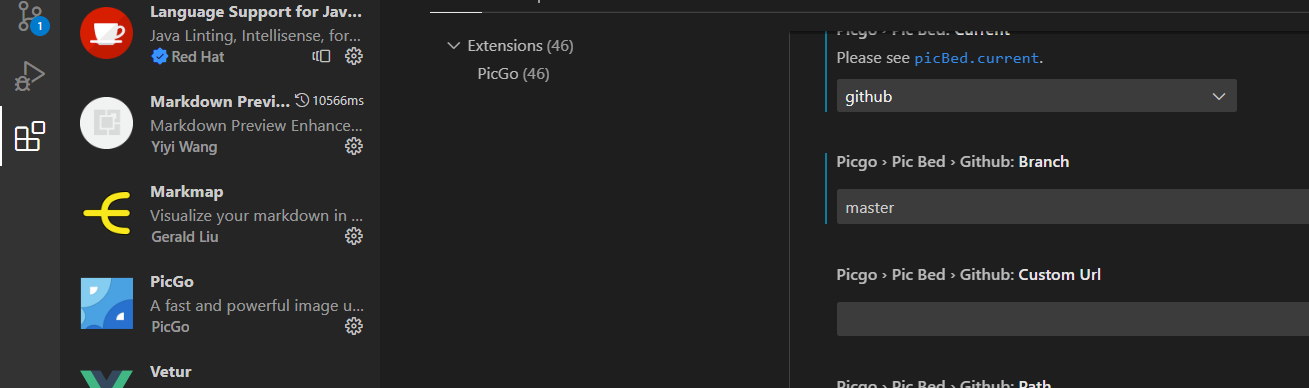 1
Language Support for Jav...
Java Linting, Intellisense, for...
Red Hat
Markdown Previ... 10566ms
Markdown Preview Enhance...
Yiyi Wang
Markmap
Visualize your markdown in ...
Gerald Liu
PicGo
A fast and powerful image u...
PicGo
Vetur
Extensions (46)
PicGo (46)
Picgo › Pic Bed: Current
Please see picBed.current.
github
Picgo › Pic Bed › Github: Branch
master
Picgo › Pic Bed › Github: Custom Url
Picgo › Pic Bed › Github: Path